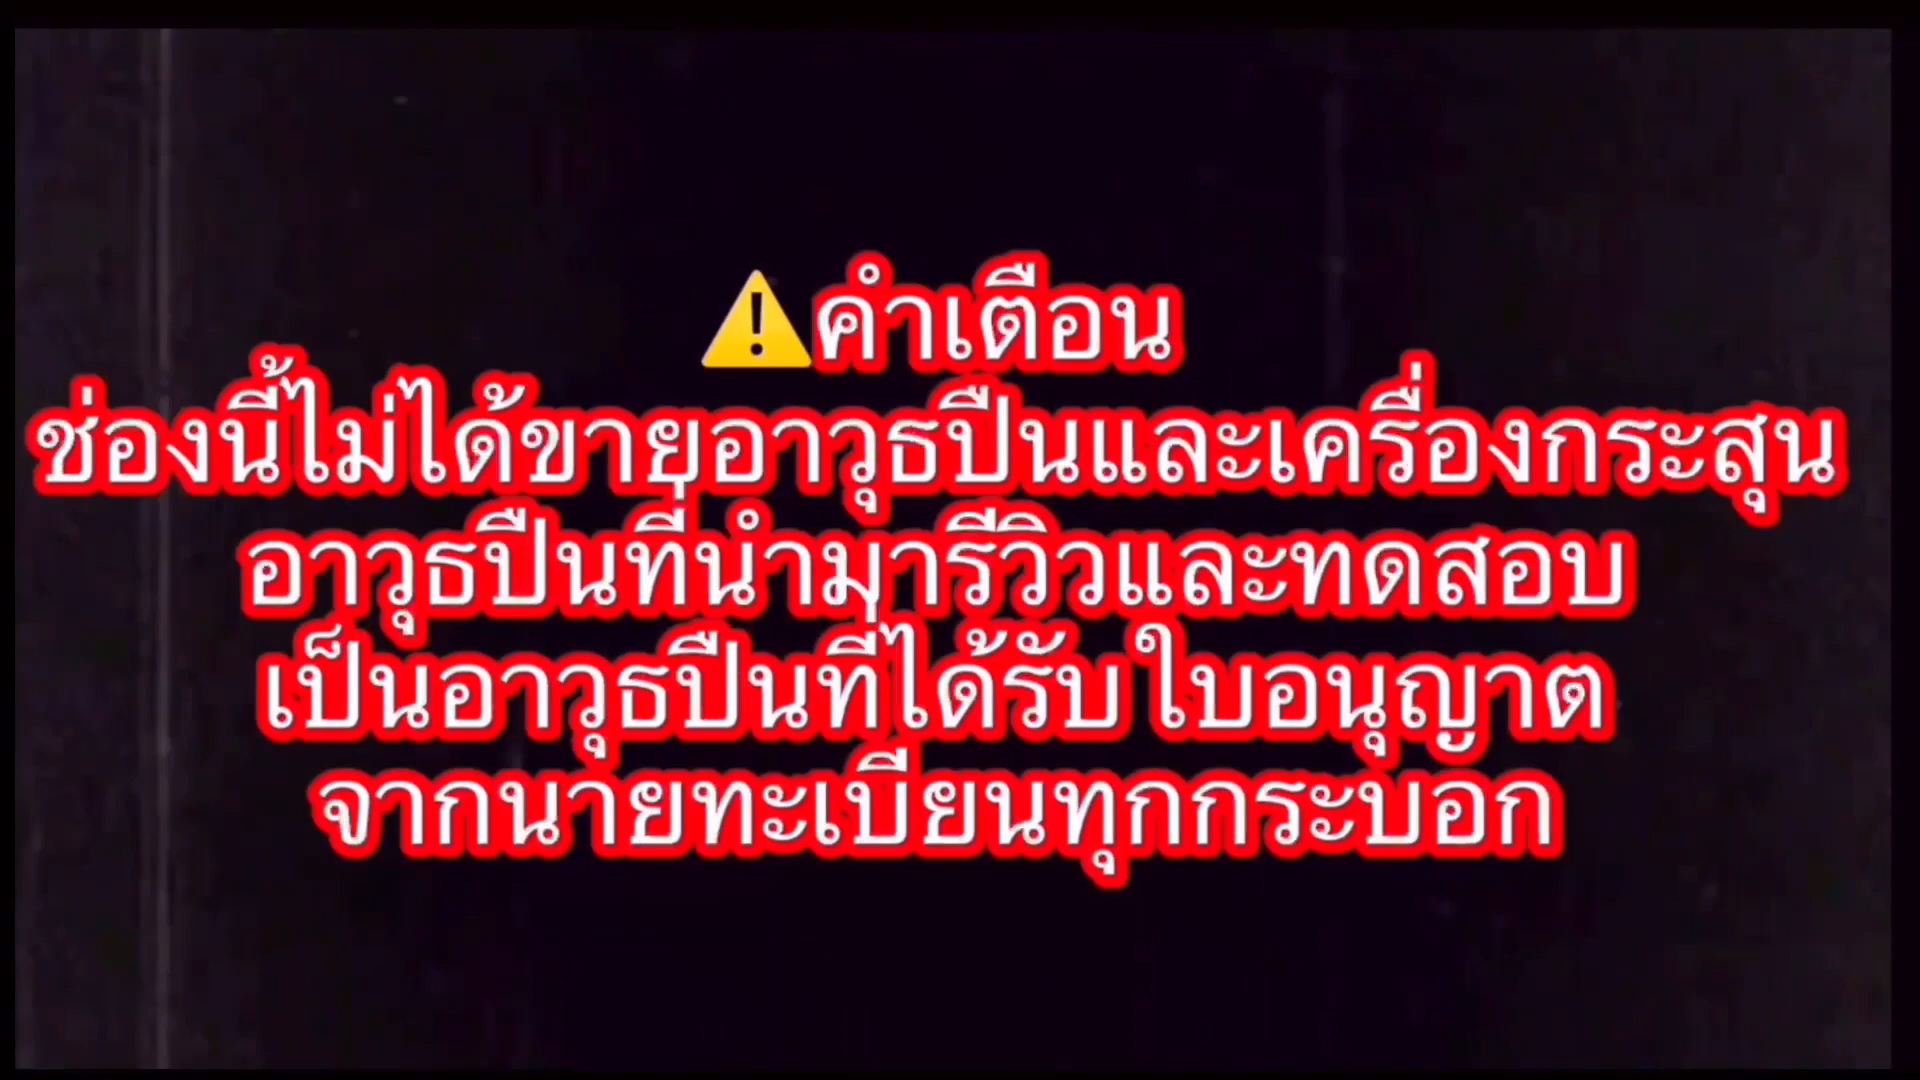 ⚠️คำเตือน
ช่องนี้ไม่ได้ขายอาวุธปืนและเครื่องกระสุน
อาวุธปืนที่นำมารีวิวและทดสอบ
เป็นอาวุธปืนที่ได้รับใบอนุญาต
จากนายทะเบียนทุกกระบอก